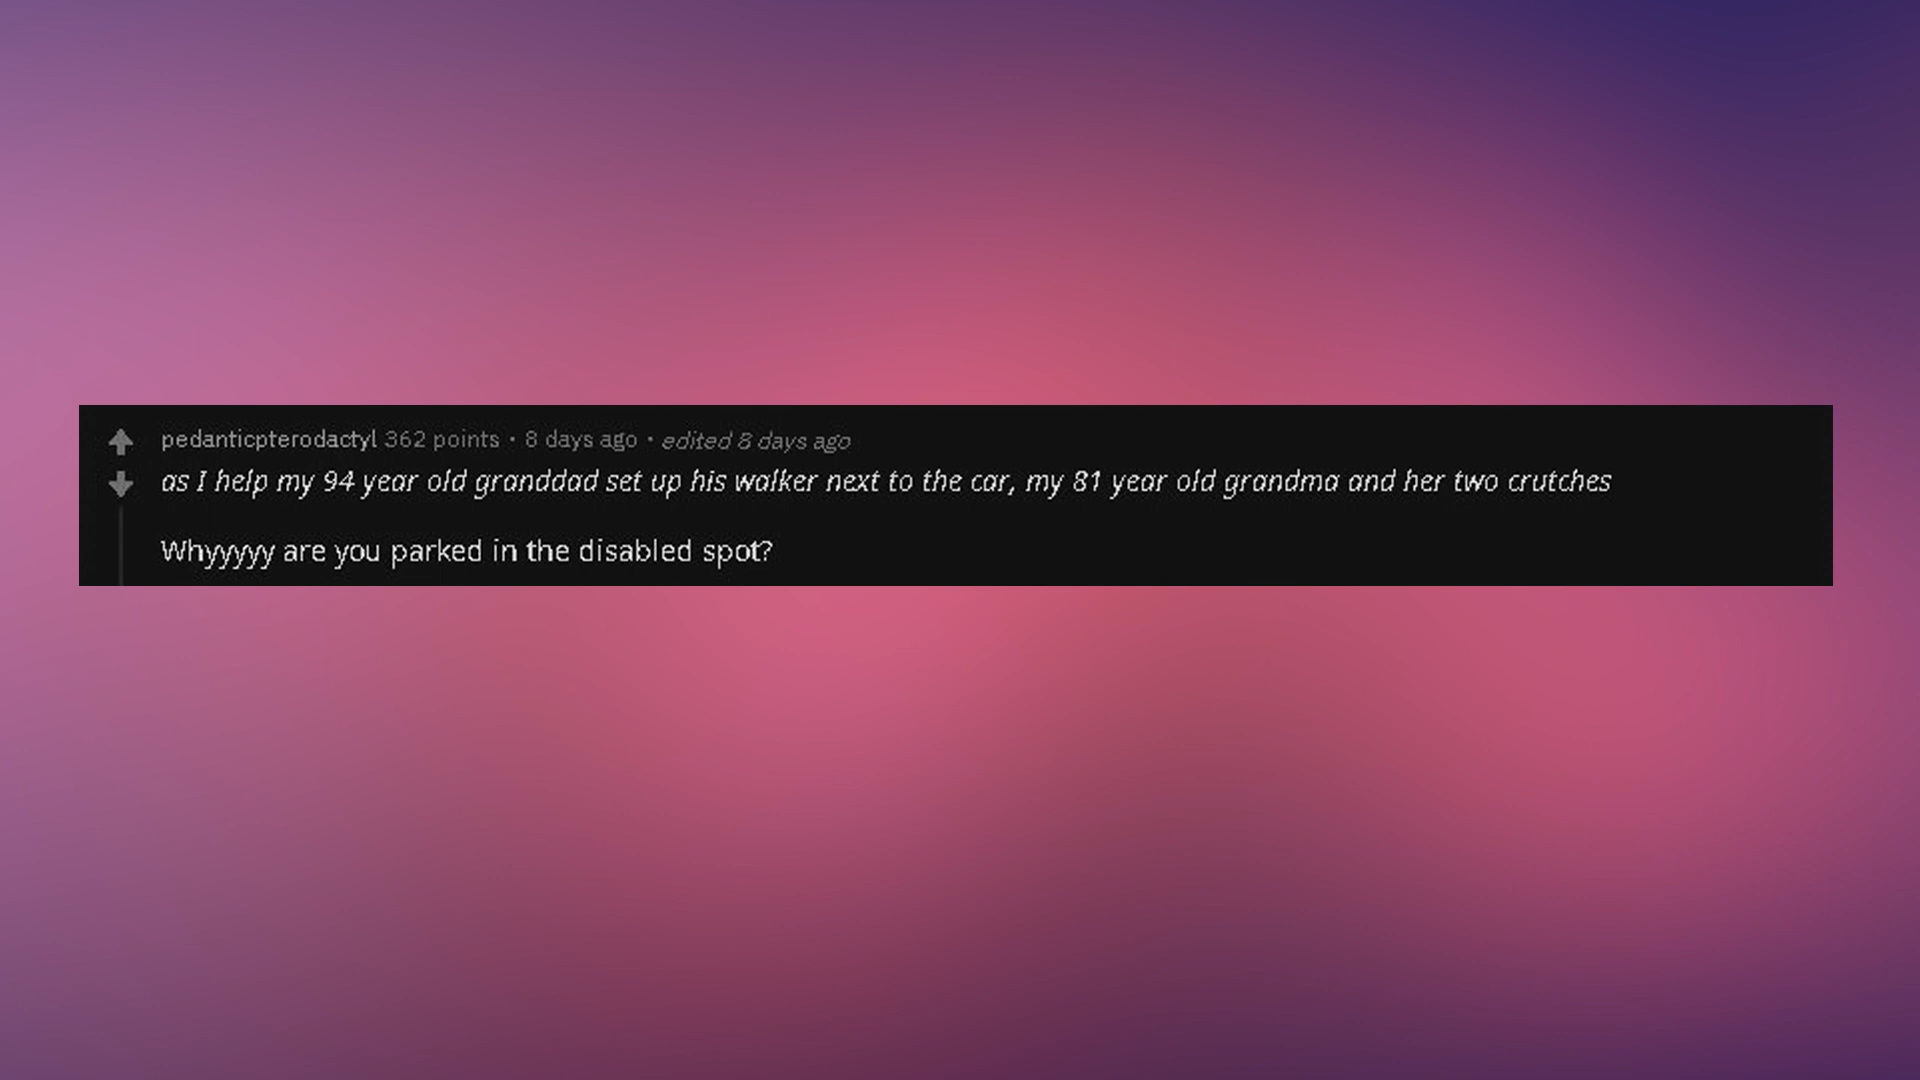 pedanticpterodactyl 362 points · 8 days ago · edited 8 days ago
as I help my 94 year old granddad set up his walker next to the car, my 81 year old grandma and her two crutches
Whyyyyy are you parked in the disabled spot?